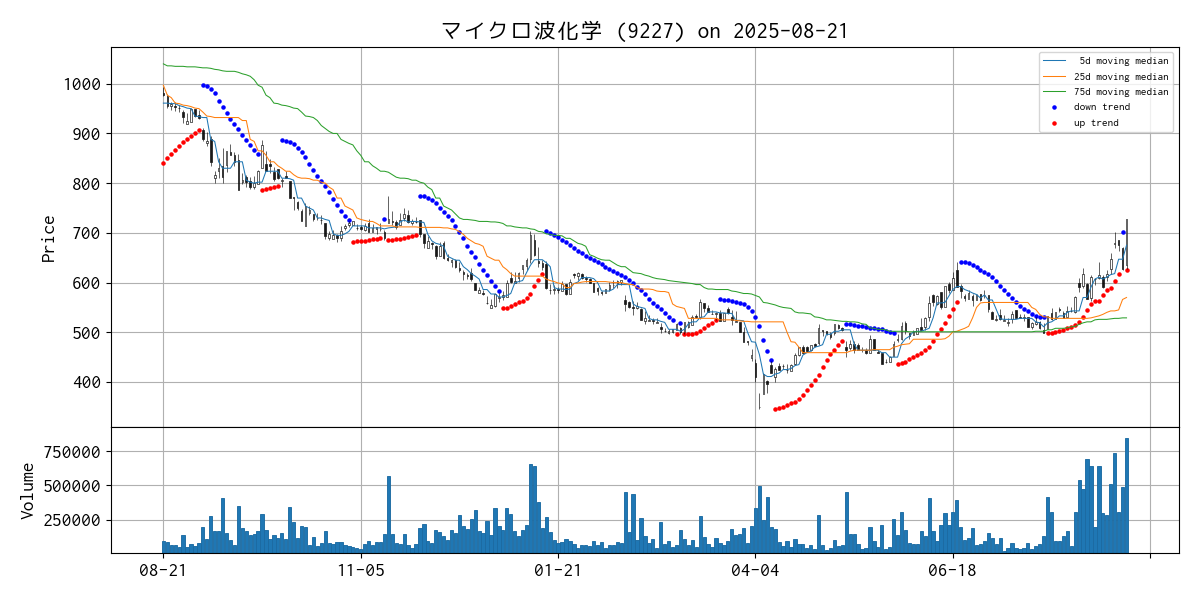 マイクロ波化学 (9227) on 2025-08-21
5d moving median
25d moving median
75d moving median
down trend
up trend
Price
1000
900
800
700
600
500
400
Volume
750000
500000
250000
08-21
11-05
01-21
04-04
06-18